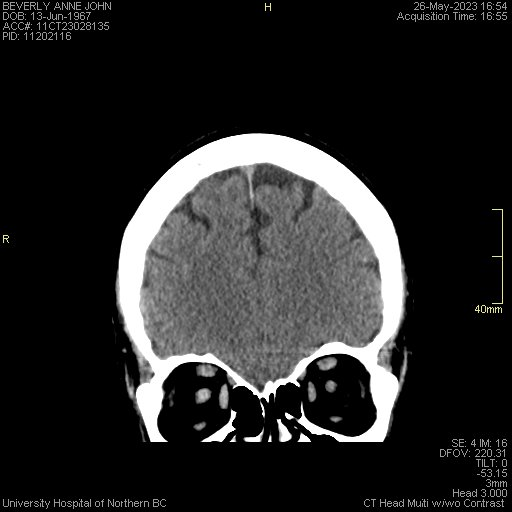 BEVERLY ANNE JOHN
DOB: 13-Jun-1967
ACC#: 11CT23028135
PID: 11202116
H
26-May-2023 16:54
Acquisition Time: 16:55
R
40mm
SE: 4 IM: 16
DFOV: 220.31
TILT: 0
-53.15
3mm
Head 3.000
University Hospital of Northern BC
CT Head Multi w/wo Contrast